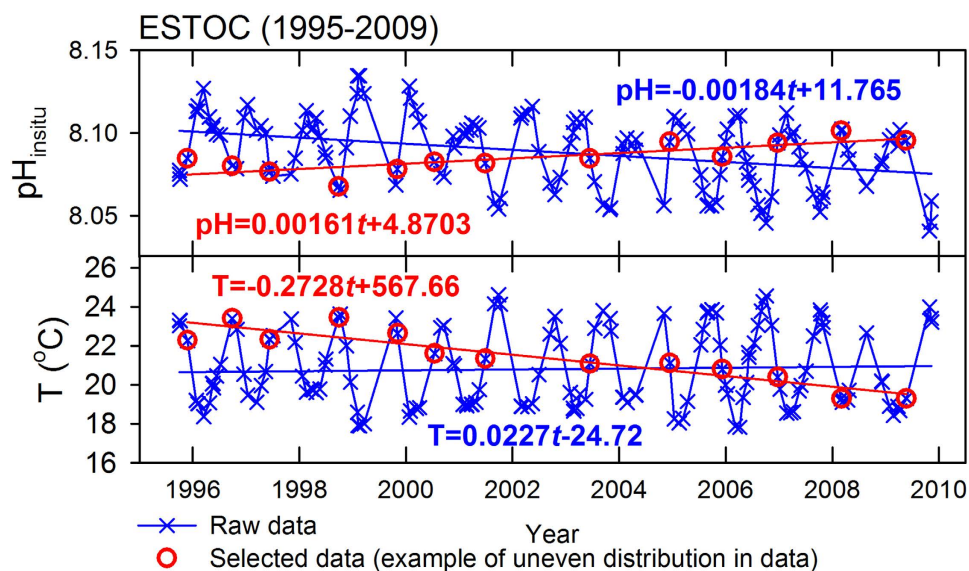 ESTOC (1995-2009)
8.15
pH=-0.00184t+11.765
8.10
pHinsitu
8.05
pH=0.00161t+4.8703
26
T=-0.2728t+567.66
24
22
T (°C)
20
18
T=0.0227t-24.72
16
1996 1998 2000 2002 2004 2006 2008 2010
Year
Raw data
Selected data (example of uneven distribution in data)